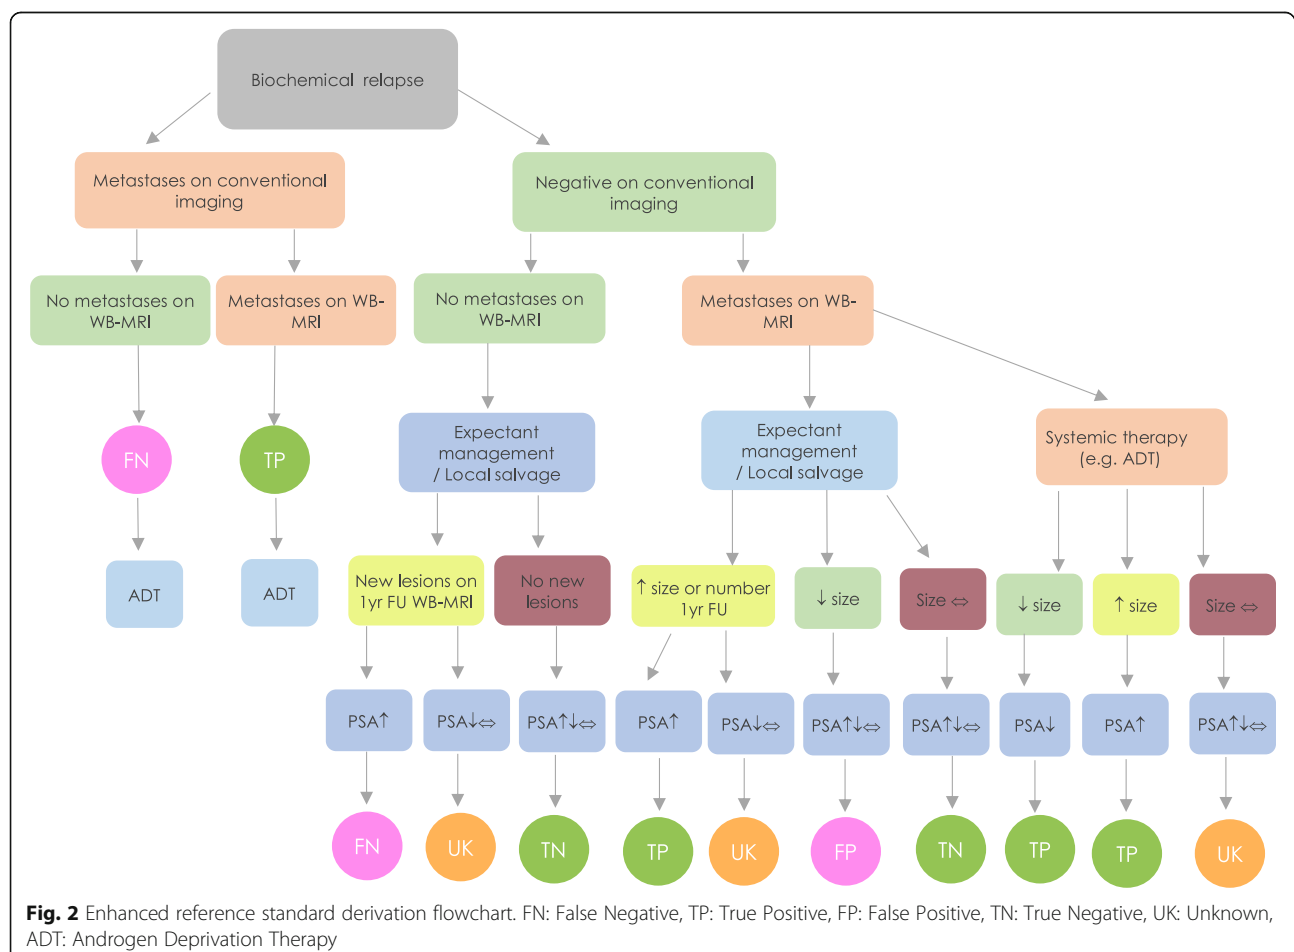 Biochemical relapse
Metastases on conventional
imaging
Negative on conventional
imaging
No metastases on
WB-MRI
Metastases on WB-
MRI
No metastases on
WB-MRI
Metastases on WB-
MRI
FN
TP
Expectant
management
/ Local salvage
Expectant
management
/ Local salvage
Systemic therapy
(e.g. ADT)
ADT
ADT
New lesions on
1yr FU WB-MRI
No new
lesions
↑ size or number
1yr FU
↓ size
Size ⇔
↓ size
↑ size
Size ⇔
PSA↑
PSA↓⇔
PSA↑↓⇔
PSA↑
PSA↓⇔
PSA↑↓⇔
PSA↑↓⇔
PSA↓
PSA↑
PSA↑↓⇔
FN
UK
TN
TP
UK
FP
TN
TP
TP
UK
Fig. 2 Enhanced reference standard derivation flowchart. FN: False Negative, TP: True Positive, FP: False Positive, TN: True Negative, UK: Unknown,
ADT: Androgen Deprivation Therapy